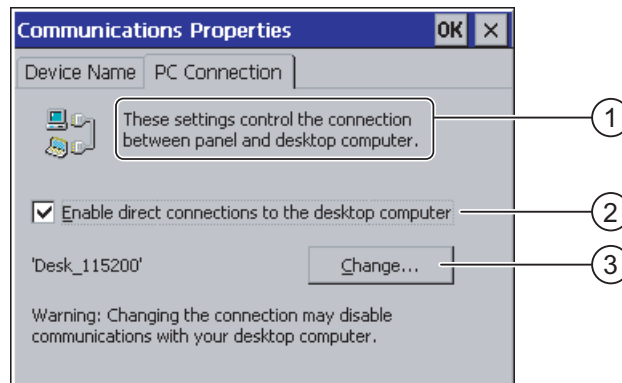 Communications Properties OK ×
Device Name PC Connection
These settings control the connection
between panel and desktop computer.
1
Enable direct connections to the desktop computer
2
'Desk_115200' Change...
3
Warning: Changing the connection may disable
communications with your desktop computer.